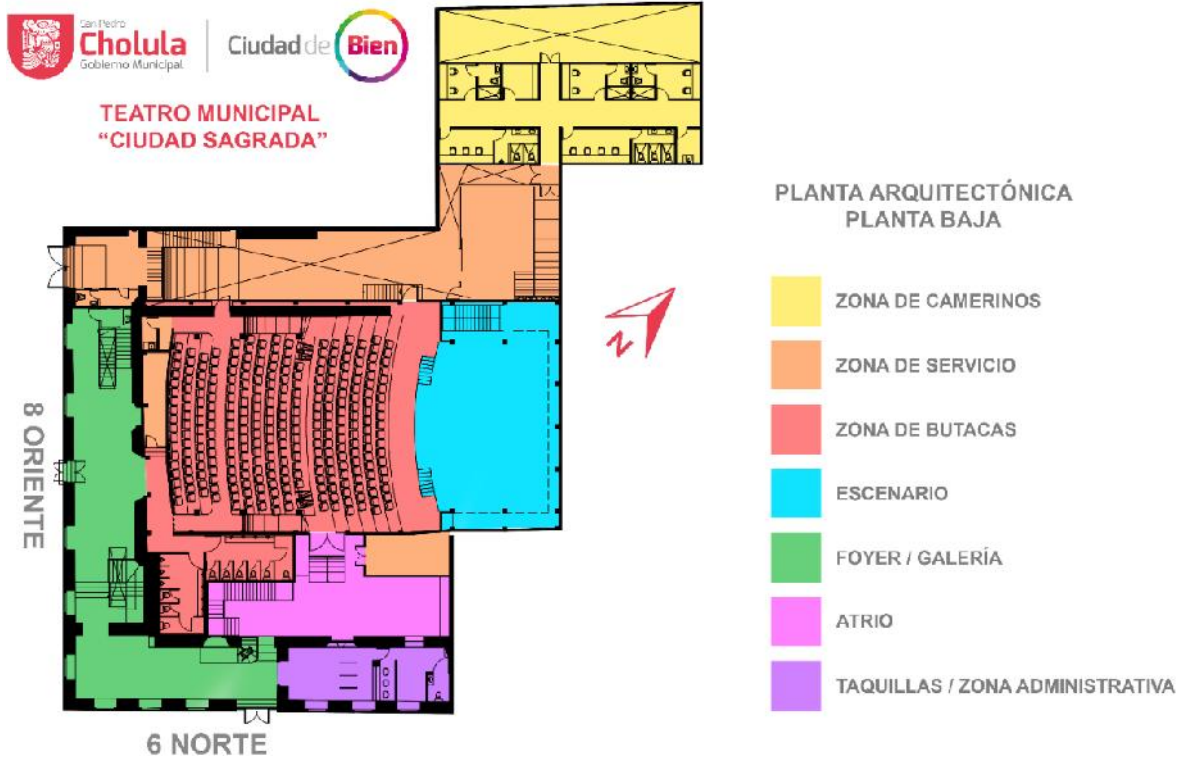 San Pedro
Cholula
Gobierno Municipal
Ciudad de Bien
TEATRO MUNICIPAL
“CIUDAD SAGRADA”
PLANTA ARQUITECTÓNICA
PLANTA BAJA
ZONA DE CAMERINOS
ZONA DE SERVICIO
N
ZONA DE BUTACAS
8 ORIENTE
ESCENARIO
FOYER / GALERÍA
ATRIO
TAQUILLAS / ZONA ADMINISTRATIVA
6 NORTE